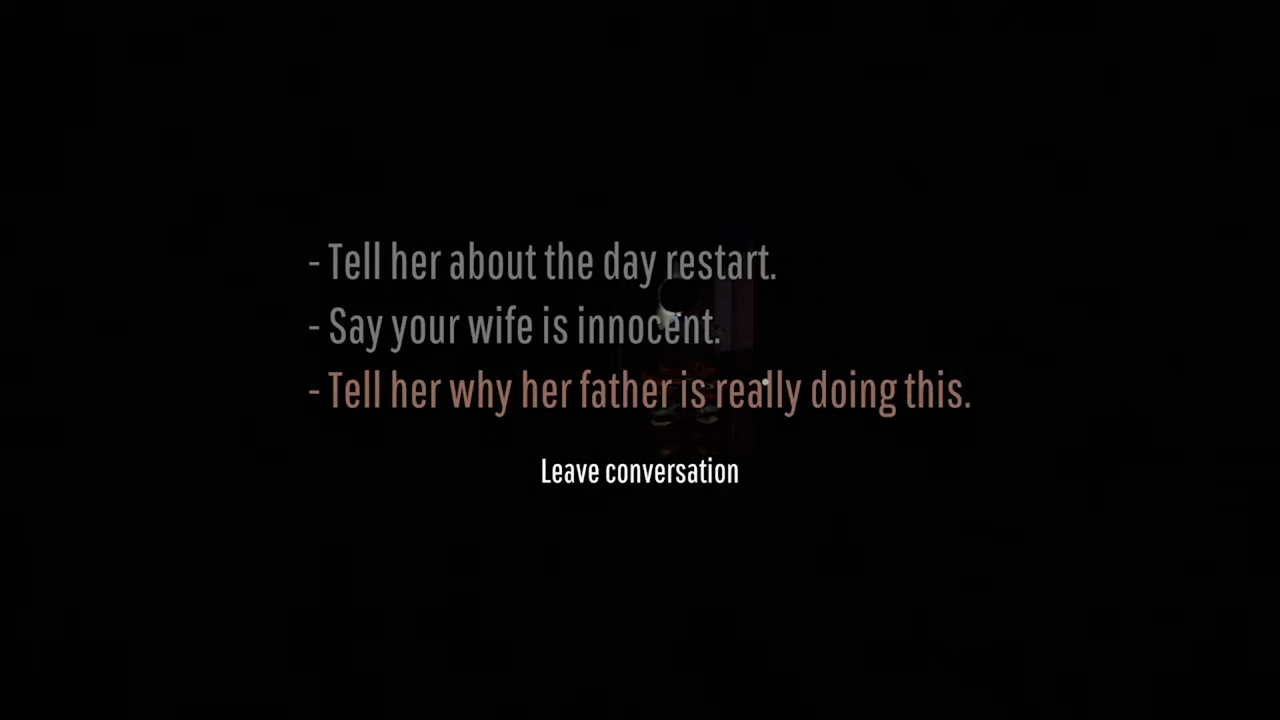 - Tell her about the day restart.
- Say your wife is innocent.
- Tell her why her father is really doing this.
Leave conversation